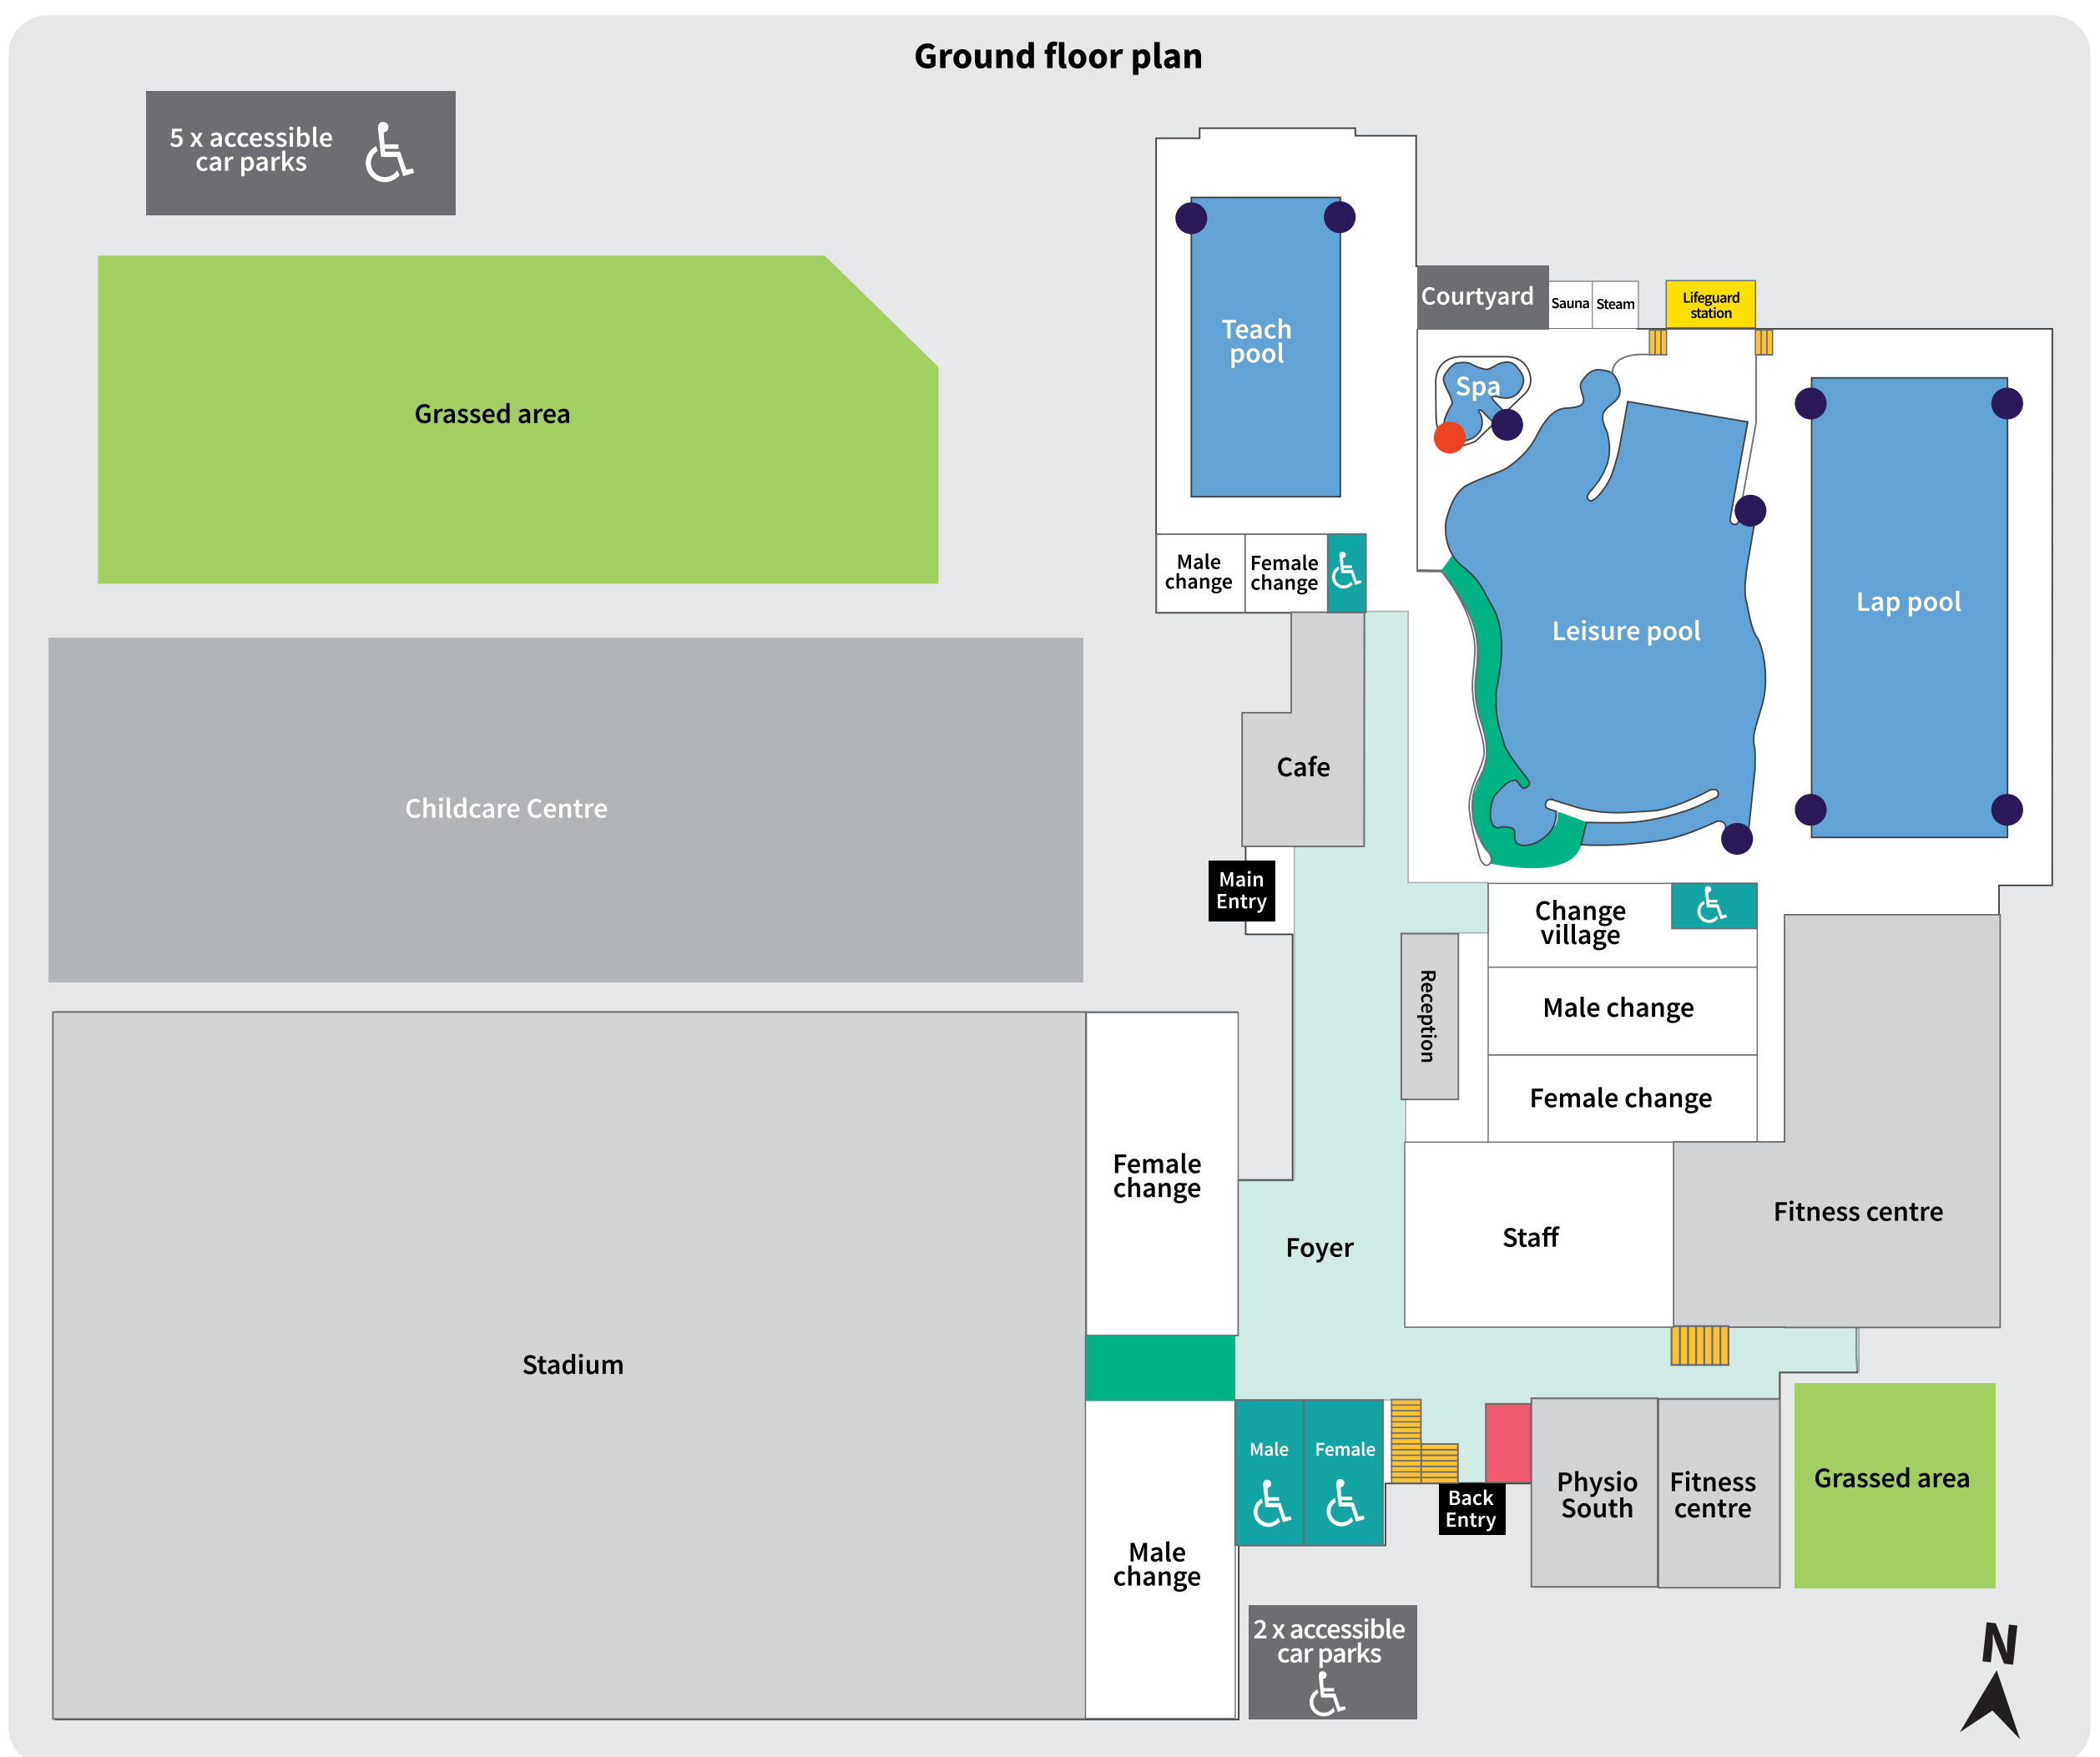 Ground floor plan
5 x accessible
car parks
Grassed area
Teach
pool
Courtyard
Sauna
Steam
Lifeguard
station
Spa
Leisure pool
Lap pool
Male
change
Female
change
Cafe
Childcare Centre
Main
Entry
Change
village
Reception
Male change
Female change
Female
change
Foyer
Staff
Fitness centre
Stadium
Male
Female
Back
Entry
Physio
South
Fitness
centre
Grassed area
Male
change
2 x accessible
car parks
N